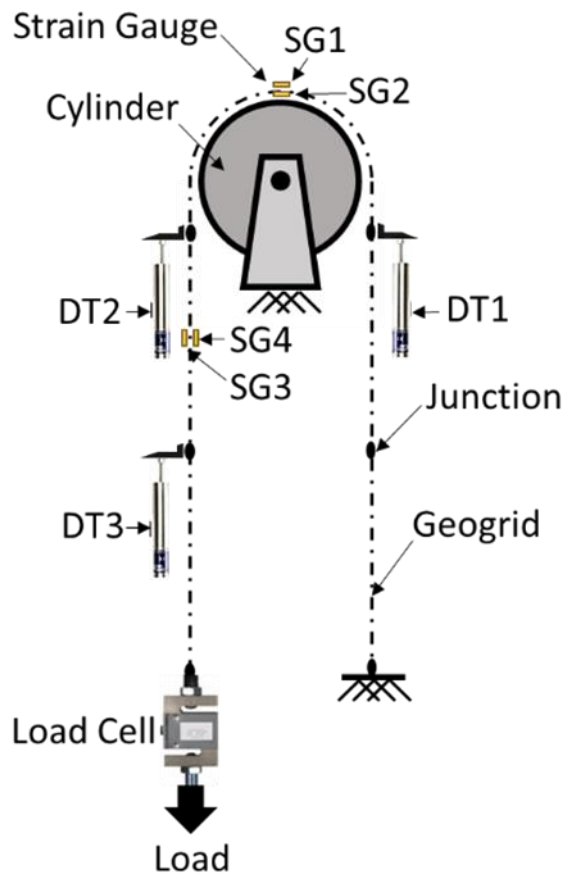 Strain Gauge
SG1
SG2
Cylinder
DT2
DT1
SG4
SG3
Junction
DT3
Geogrid
Load Cell
Load